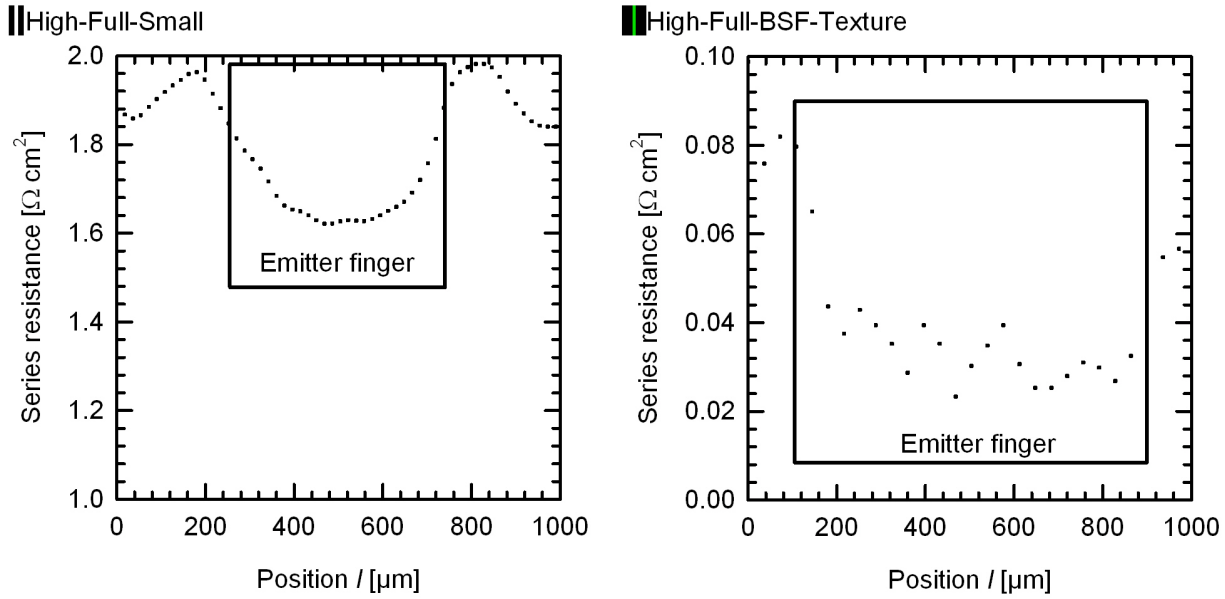 High-Full-Small
2.0
1.8
1.6
1.4
1.2
1.0
Series resistance [Ω cm²]
Emitter finger
0 200 400 600 800 1000
Position l [µm]
High-Full-BSF-Texture
0.10
0.08
0.06
0.04
0.02
0.00
Series resistance [Ω cm²]
Emitter finger
0 200 400 600 800 1000
Position l [µm]